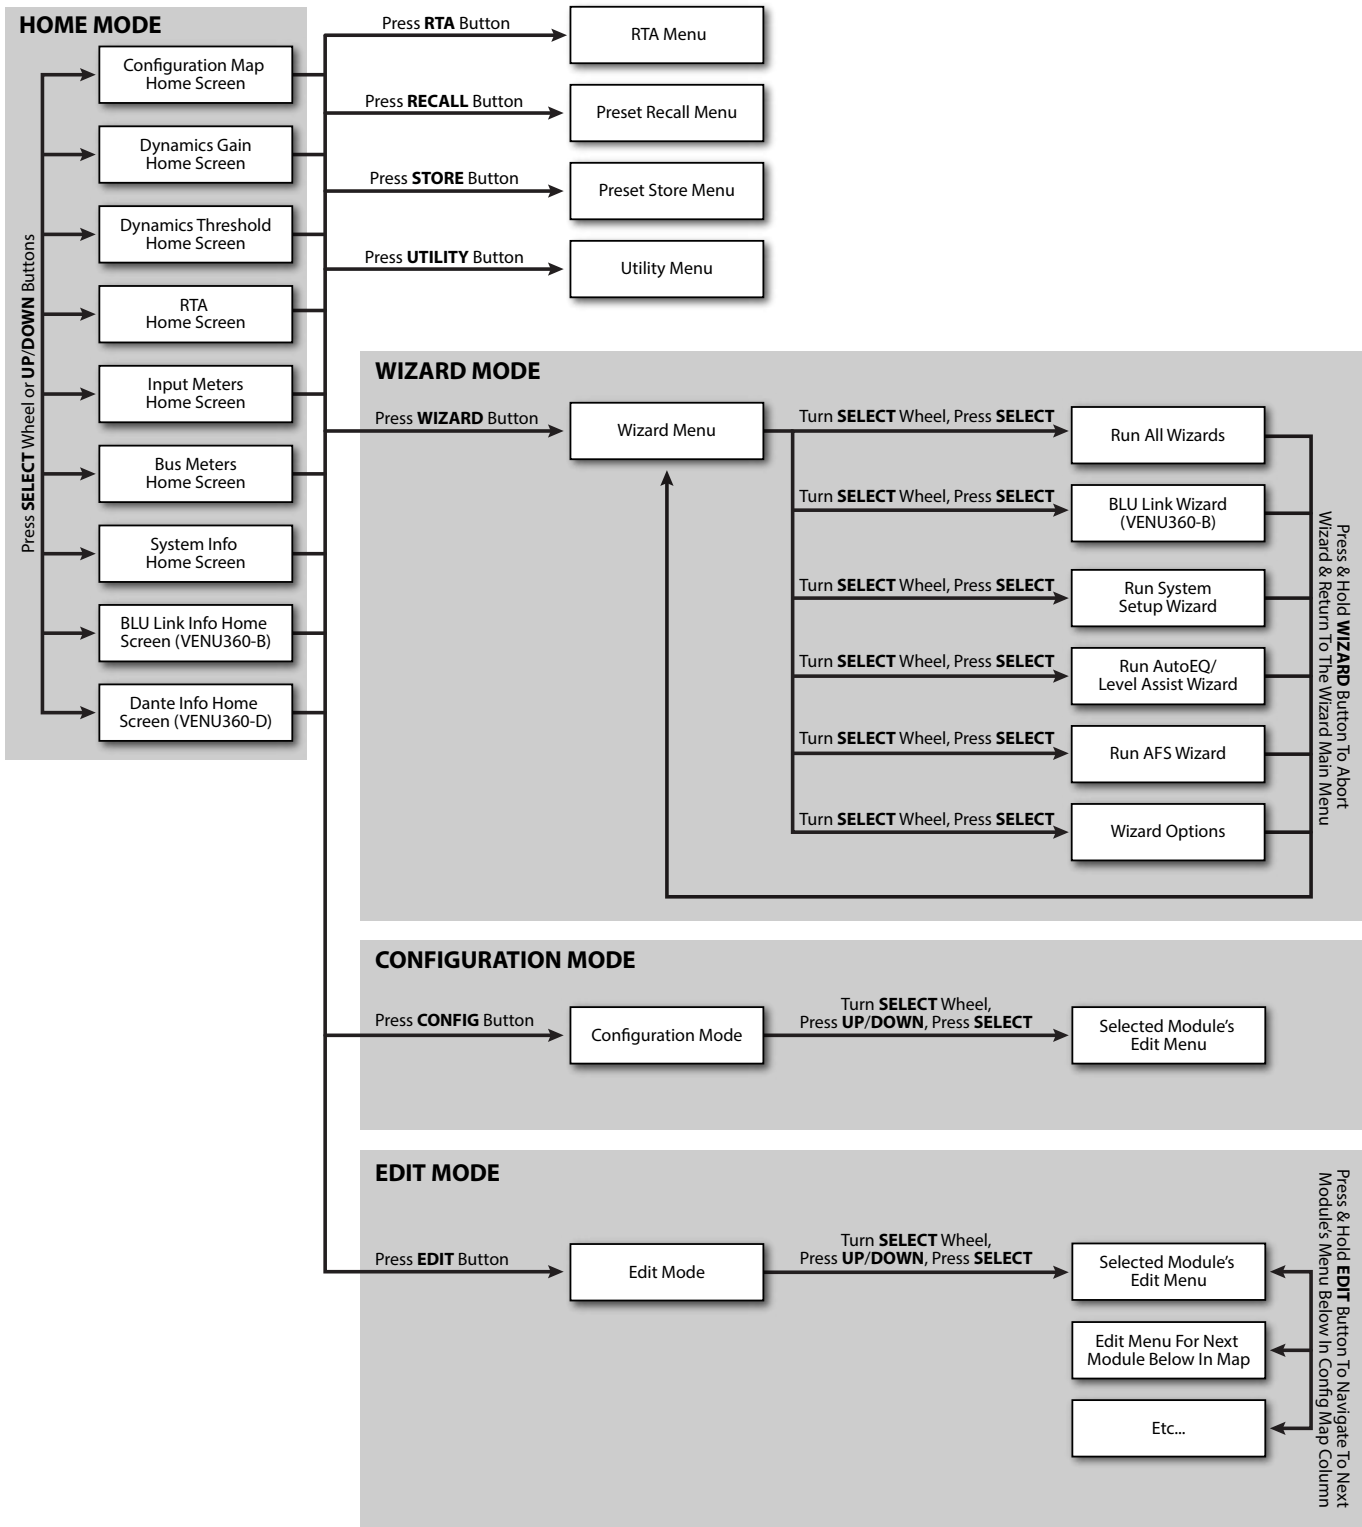 HOME MODE
Press SELECT Wheel or UP/DOWN Buttons
Configuration Map
Home Screen
Dynamics Gain
Home Screen
Dynamics Threshold
Home Screen
RTA
Home Screen
Input Meters
Home Screen
Bus Meters
Home Screen
System Info
Home Screen
BLU Link Info Home
Screen (VENU360-B)
Dante Info Home
Screen (VENU360-D)
Press RTA Button
RTA Menu
Press RECALL Button
Preset Recall Menu
Press STORE Button
Preset Store Menu
Press UTILITY Button
Utility Menu
WIZARD MODE
Press WIZARD Button
Wizard Menu
Turn SELECT Wheel, Press SELECT
Run All Wizards
Turn SELECT Wheel, Press SELECT
BLU Link Wizard
(VENU360-B)
Turn SELECT Wheel, Press SELECT
Run System
Setup Wizard
Turn SELECT Wheel, Press SELECT
Run AutoEQ/
Level Assist Wizard
Turn SELECT Wheel, Press SELECT
Run AFS Wizard
Turn SELECT Wheel, Press SELECT
Wizard Options
Press & Hold WIZARD Button To Abort
Wizard & Return To The Wizard Main Menu
CONFIGURATION MODE
Press CONFIG Button
Configuration Mode
Turn SELECT Wheel,
Press UP/DOWN, Press SELECT
Selected Module's
Edit Menu
EDIT MODE
Press EDIT Button
Edit Mode
Turn SELECT Wheel,
Press UP/DOWN, Press SELECT
Selected Module's
Edit Menu
Edit Menu For Next
Module Below In Map
Etc...
Press & Hold EDIT Button To Navigate To Next
Module's Menu Below In Config Map Column